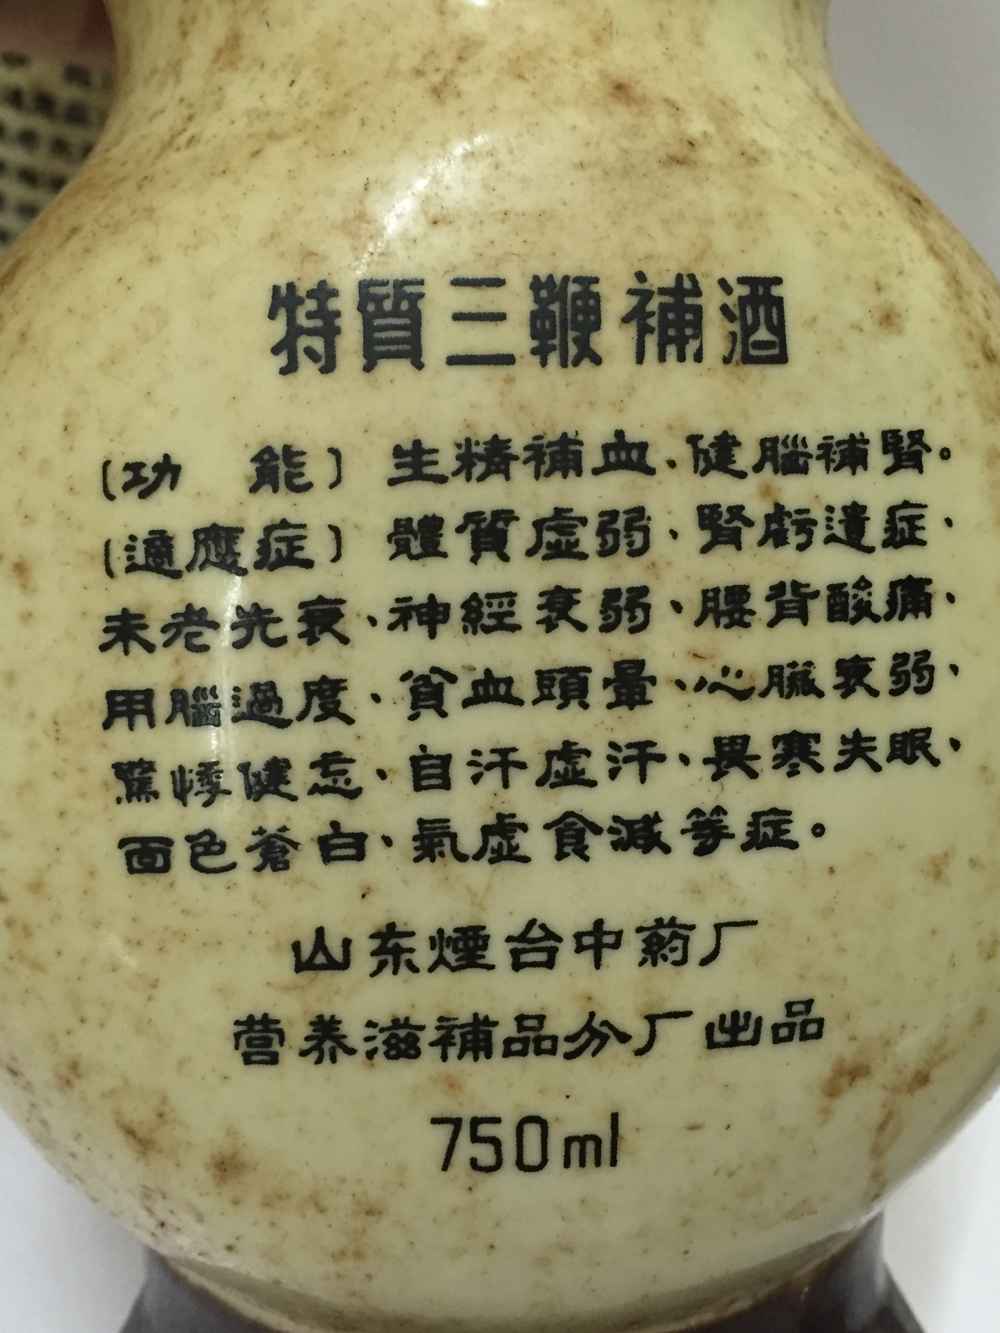 特質三鞭補酒
〔功 能〕生精補血、健腦補腎。
〔適應症〕體質虛弱、腎虧遺症、
未老先衰、神經衰弱、腰背酸痛、
用腦過度、貧血頭暈、心臟衰弱、
驚悸健忘、自汗虛汗、畏寒失眠、
面色蒼白、氣虛食減等症。
山东煙台中药厂
营养滋補品分厂出品
750ml